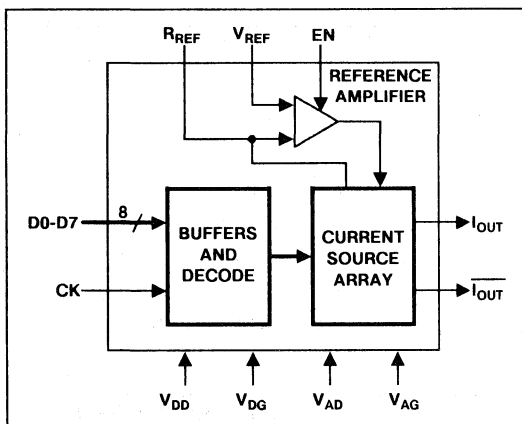 R_REF V_REF EN
REFERENCE
AMPLIFIER
D0-D7 8
BUFFERS
AND
DECODE
CURRENT
SOURCE
ARRAY
I_OUT
CK
I_OUT
V_DD V_DG V_AD V_AG